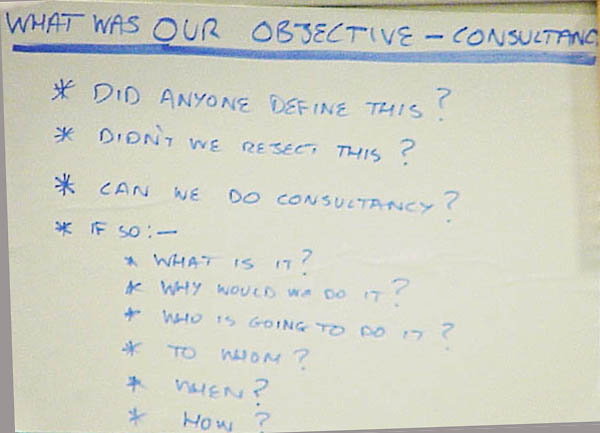 WHAT WAS OUR OBJECTIVE – CONSULTANC
* DID ANYONE DEFINE THIS?
* DIDN'T WE REJECT THIS?
* CAN WE DO CONSULTANCY?
* IF SO:–
* WHAT IS IT?
* WHY WOULD WE DO IT?
* WHO IS GOING TO DO IT?
* TO WHOM?
* WHEN?
* HOW?